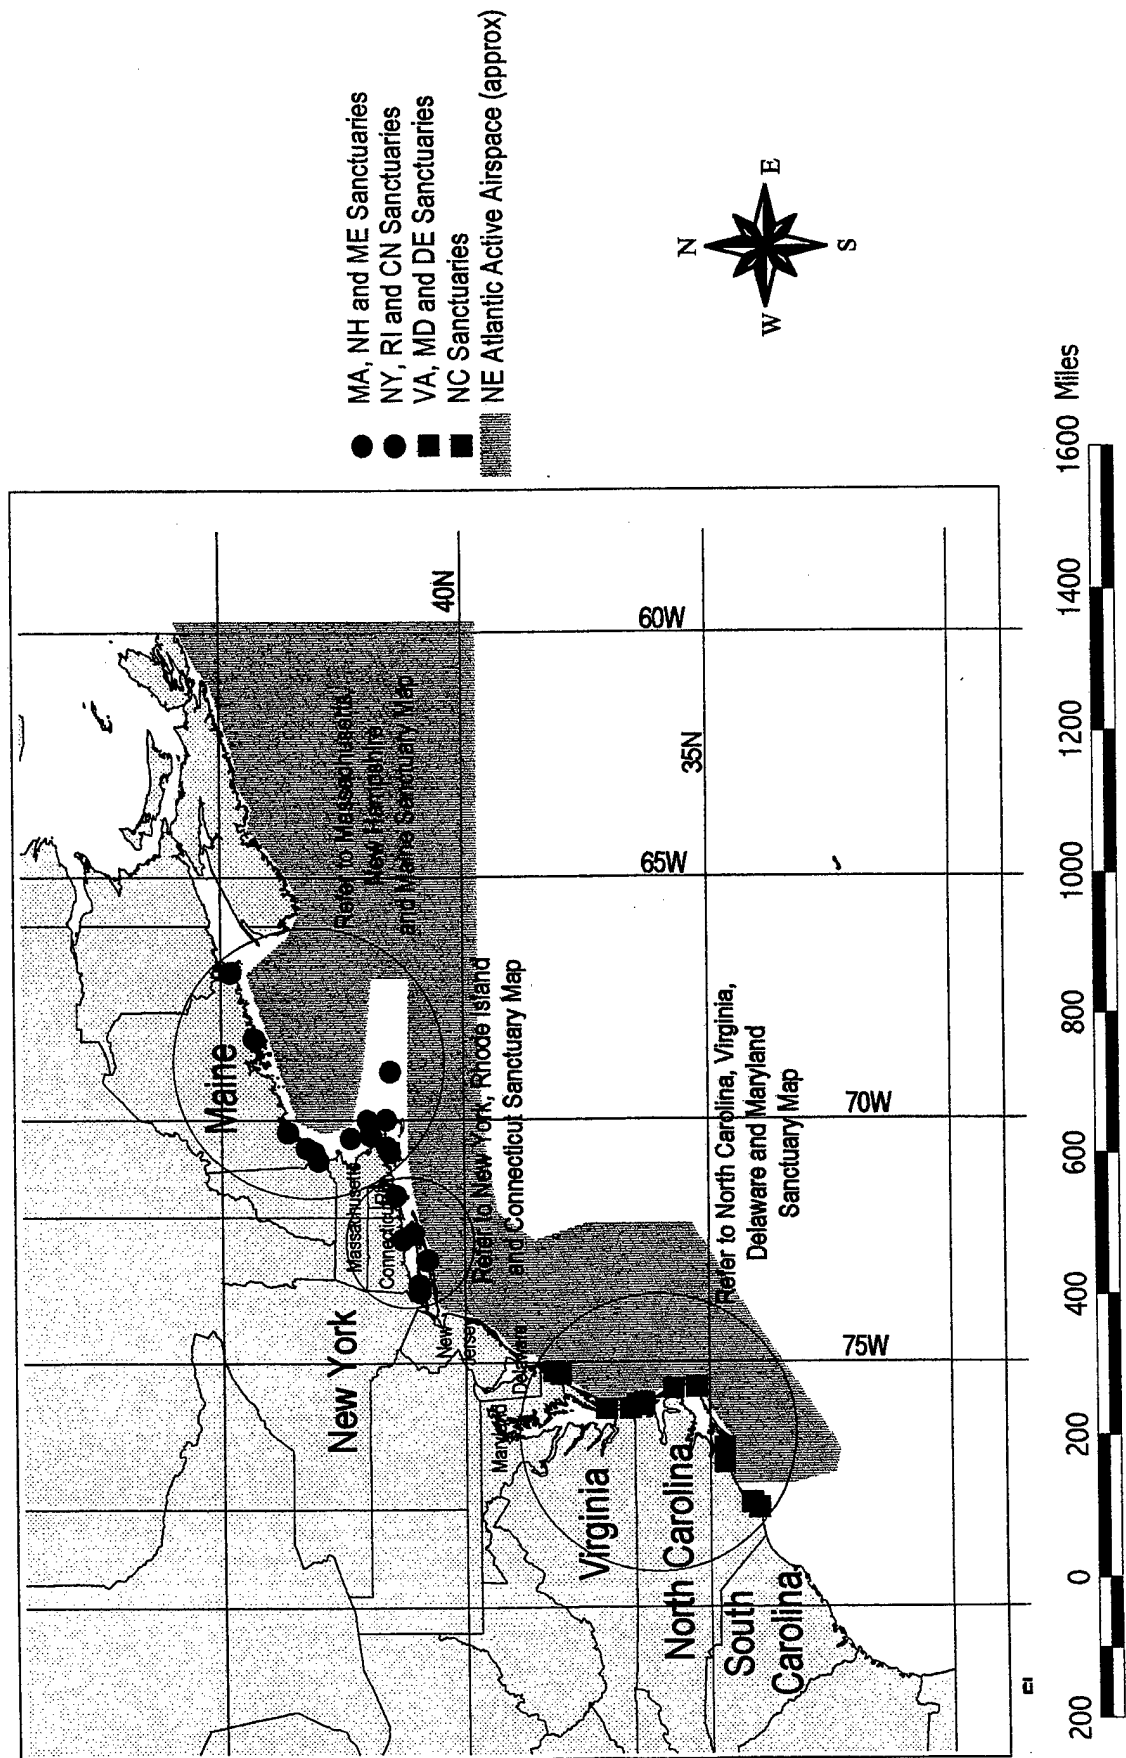 MA, NH and ME Sanctuaries
NY, RI and CN Sanctuaries
VA, MD and DE Sanctuaries
NC Sanctuaries
NE Atlantic Active Airspace (approx)
N
W
E
S
Maine
New York
Massachusetts
Connecticut
RI
New
Jersey
Maryland
Delaware
Virginia
North Carolina
South
Carolina
Refer to Massachusetts,
New Hampshire
and Maine Sanctuary Map
Refer to New York, Rhode Island
and Connecticut Sanctuary Map
Refer to North Carolina, Virginia,
Delaware and Maryland
Sanctuary Map
40N
35N
60W
65W
70W
75W
200 0 200 400 600 800 1000 1200 1400 1600 Miles